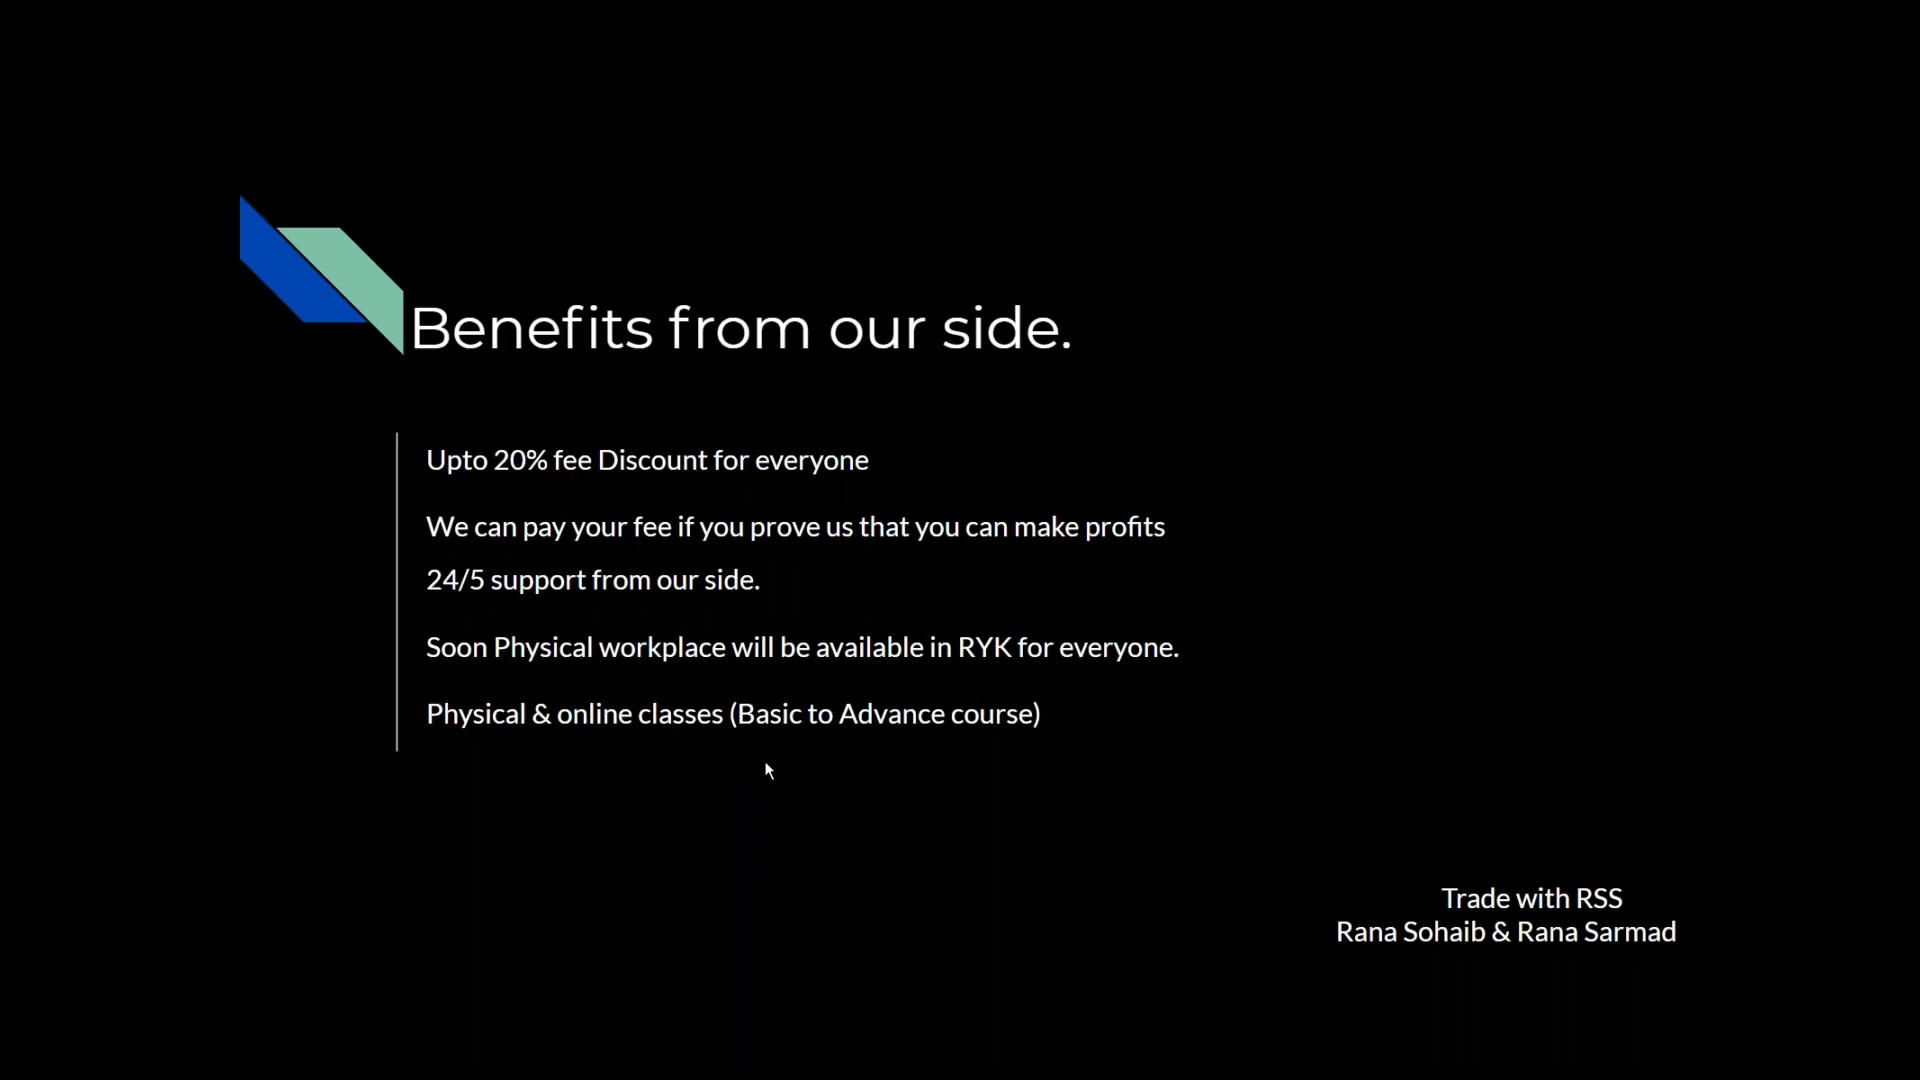 Benefits from our side.
Upto 20% fee Discount for everyone
We can pay your fee if you prove us that you can make profits
24/5 support from our side.
Soon Physical workplace will be available in RYK for everyone.
Physical & online classes (Basic to Advance course)
Trade with RSS
Rana Sohaib & Rana Sarmad